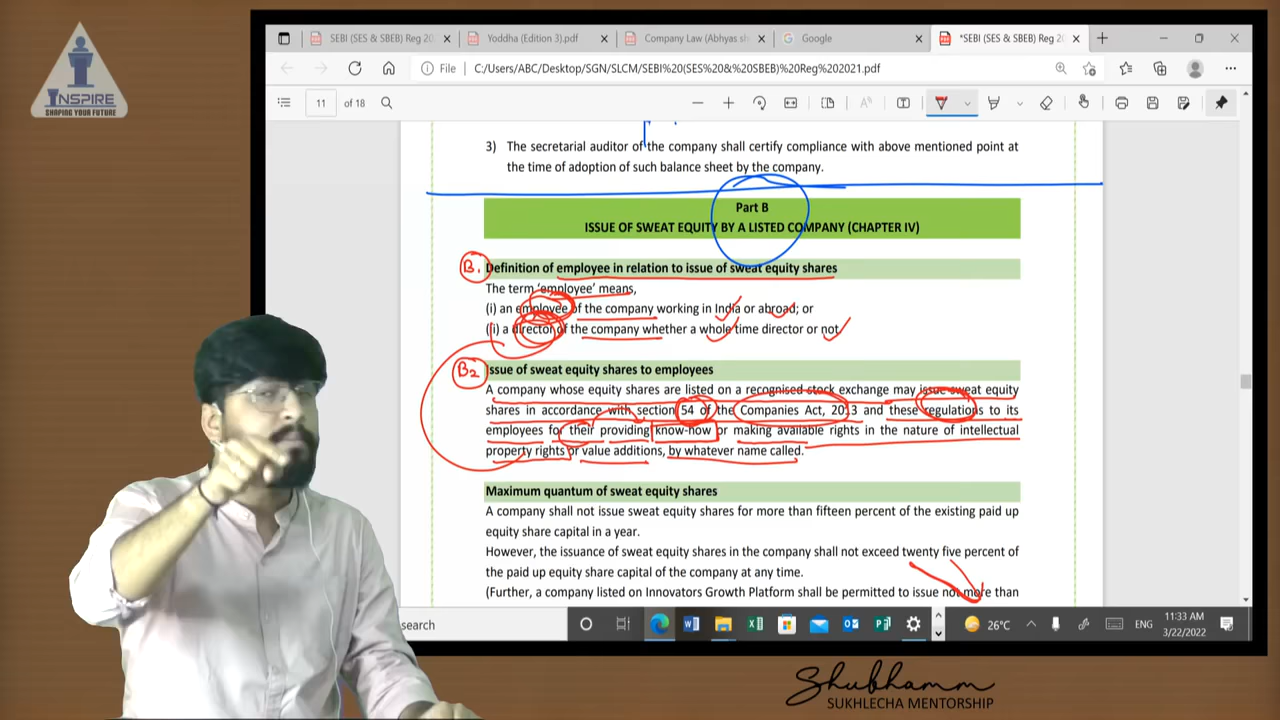 INSPIRE
SHAPING YOUR FUTURE
SEBI (SES & SBEB) Reg 20
Yoddha (Edition 3).pdf
Company Law (Abhyas sh
Google
*SEBI (SES & SBEB) Reg 20
File
C:/Users/ABC/Desktop/SGN/SLCM/SEBI%20(SES%20&%20SBEB)%20Reg%202021.pdf
11 of 18
3) The secretarial auditor of the company shall certify compliance with above mentioned point at
the time of adoption of such balance sheet by the company.
Part B
ISSUE OF SWEAT EQUITY BY A LISTED COMPANY (CHAPTER IV)
B1 Definition of employee in relation to issue of sweat equity shares
The term 'employee' means,
(i) an employee of the company working in India or abroad; or
(ii) a director of the company whether a whole time director or not
B2 Issue of sweat equity shares to employees
A company whose equity shares are listed on a recognised stock exchange may issue sweat equity
shares in accordance with section 54 of the Companies Act, 2013 and these regulations to its
employees for their providing know-how or making available rights in the nature of intellectual
property rights or value additions, by whatever name called.
Maximum quantum of sweat equity shares
A company shall not issue sweat equity shares for more than fifteen percent of the existing paid up
equity share capital in a year.
However, the issuance of sweat equity shares in the company shall not exceed twenty five percent of
the paid up equity share capital of the company at any time.
(Further, a company listed on Innovators Growth Platform shall be permitted to issue not more than
search
26°C
ENG
11:33 AM
3/22/2022
Shubhamm
SUKHLECHA MENTORSHIP